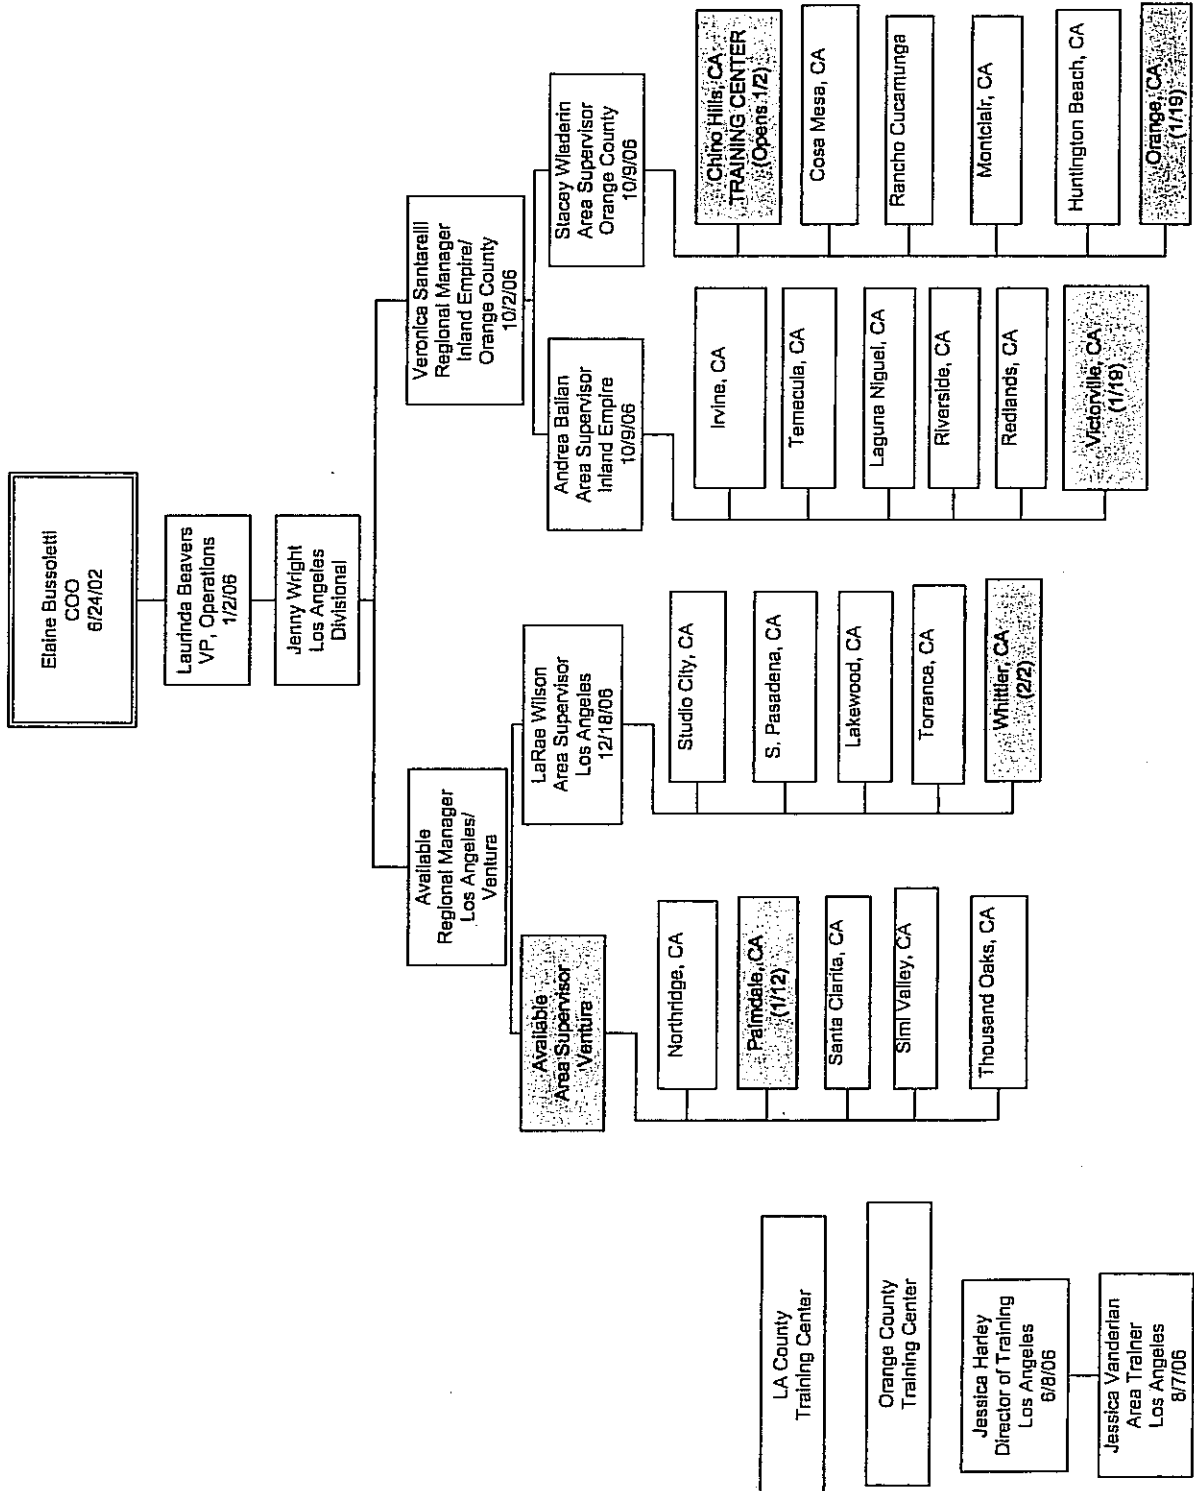 Elaine Bussoletti
COO
6/24/02
Laurinda Beavers
VP, Operations
1/2/06
Jenny Wright
Los Angeles
Divisional
Available
Regional Manager
Los Angeles/
Ventura
Veronica Santarelli
Regional Manager
Inland Empire/
Orange County
10/2/06
Available
Area Supervisor
Ventura
LaRae Wilson
Area Supervisor
Los Angeles
12/18/06
Andrea Balian
Area Supervisor
Inland Empire
10/9/06
Stacey Wiederin
Area Supervisor
Orange County
10/9/06
Northridge, CA
Palmdale, CA
(1/12)
Santa Clarita, CA
Simi Valley, CA
Thousand Oaks, CA
Studio City, CA
S. Pasadena, CA
Lakewood, CA
Torrance, CA
Whittier, CA
(2/2)
Irvine, CA
Temecula, CA
Laguna Niguel, CA
Riverside, CA
Redlands, CA
Victorville, CA
(1/19)
Chino Hills, CA
TRAINING CENTER
(Opens 1/2)
Cosa Mesa, CA
Rancho Cucamunga
Montclair, CA
Huntington Beach, CA
Orange, CA
(1/19)
LA County
Training Center
Orange County
Training Center
Jessica Harley
Director of Training
Los Angeles
6/8/06
Jessica Vanderlan
Area Trainer
Los Angeles
8/7/06